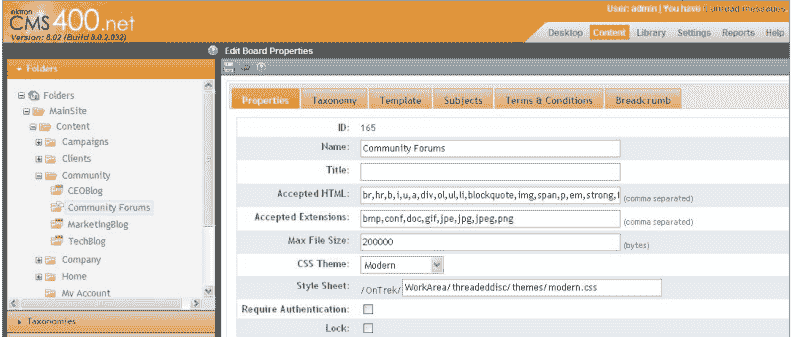 User: admin | You have 1 unread messages
ektron
CMS400.net
Version: 8.02 (Build 8.0.2.032)
Desktop Content Library Settings Reports Help
Edit Board Properties
Folders
Folders
MainSite
Content
Campaigns
Clients
Community
CEOBlog
Community Forums
MarketingBlog
TechBlog
Company
Home
My Account
Taxonomies
Properties Taxonomy Template Subjects Terms & Conditions Breadcrumb
ID: 165
Name: Community Forums
Title:
Accepted HTML: br,hr,b,i,u,a,div,ol,ul,li,blockquote,img,span,p,em,strong, (comma separated)
Accepted Extensions: bmp,conf,doc,gif,jpe,jpg,jpeg,png (comma separated)
Max File Size: 200000 (bytes)
CSS Theme: Modern
Style Sheet: /OnTrek/ WorkArea/threadeddisc/themes/modern.css
Require Authentication:
Lock: